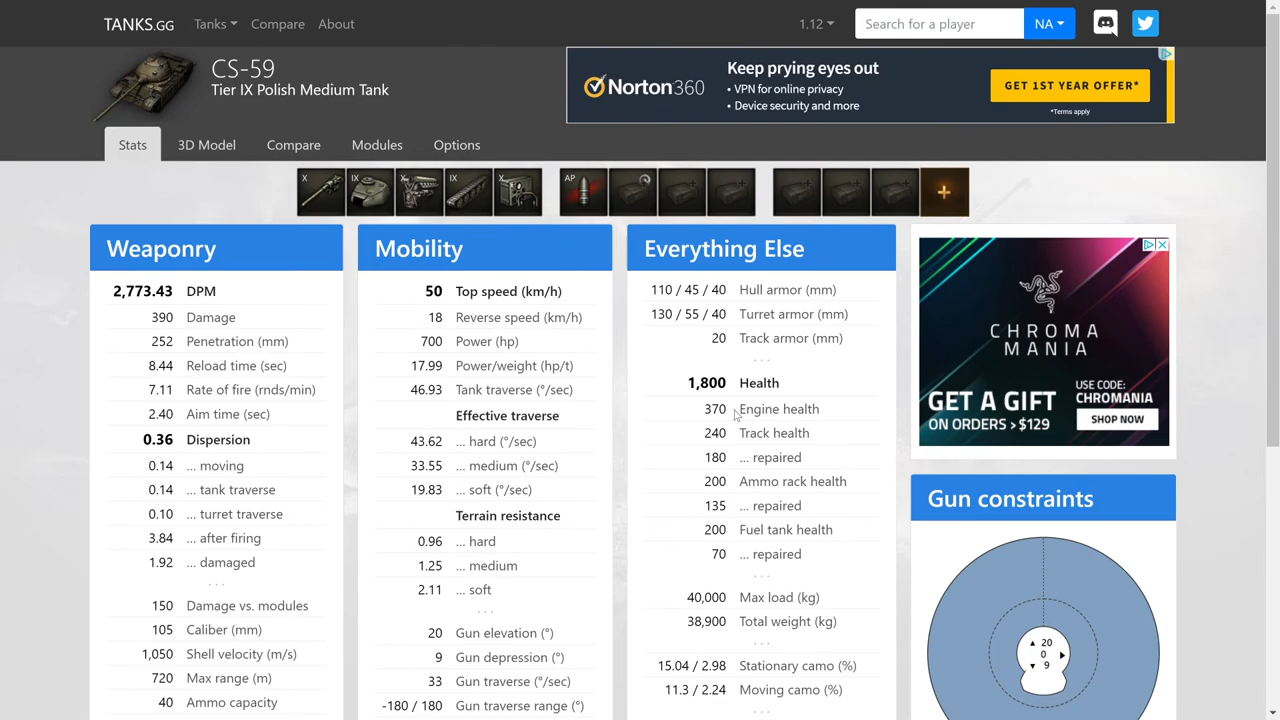 TANKS.GG
Tanks
Compare
About
1.12
Search for a player
NA
CS-59
Tier IX Polish Medium Tank
Norton360
Keep prying eyes out
• VPN for online privacy
• Device security and more
GET 1ST YEAR OFFER*
*Terms apply
Stats
3D Model
Compare
Modules
Options
X
IX
X
IX
X
AP
Weaponry
2,773.43 DPM
390 Damage
252 Penetration (mm)
8.44 Reload time (sec)
7.11 Rate of fire (rnds/min)
2.40 Aim time (sec)
0.36 Dispersion
0.14 ... moving
0.14 ... tank traverse
0.10 ... turret traverse
3.84 ... after firing
1.92 ... damaged
. . .
150 Damage vs. modules
105 Caliber (mm)
1,050 Shell velocity (m/s)
720 Max range (m)
40 Ammo capacity
Mobility
50 Top speed (km/h)
18 Reverse speed (km/h)
700 Power (hp)
17.99 Power/weight (hp/t)
46.93 Tank traverse (°/sec)
Effective traverse
43.62 ... hard (°/sec)
33.55 ... medium (°/sec)
19.83 ... soft (°/sec)
Terrain resistance
0.96 ... hard
1.25 ... medium
2.11 ... soft
. . .
20 Gun elevation (°)
9 Gun depression (°)
33 Gun traverse (°/sec)
-180 / 180 Gun traverse range (°)
Everything Else
110 / 45 / 40 Hull armor (mm)
130 / 55 / 40 Turret armor (mm)
20 Track armor (mm)
. . .
1,800 Health
370 Engine health
240 Track health
180 ... repaired
200 Ammo rack health
135 ... repaired
200 Fuel tank health
70 ... repaired
. . .
40,000 Max load (kg)
38,900 Total weight (kg)
. . .
15.04 / 2.98 Stationary camo (%)
11.3 / 2.24 Moving camo (%)
. . .
CHROMA
MANIA
GET A GIFT
ON ORDERS > $129
USE CODE:
CHROMANIA
SHOP NOW
Gun constraints
▲ 20
0 ▶
▼ 9